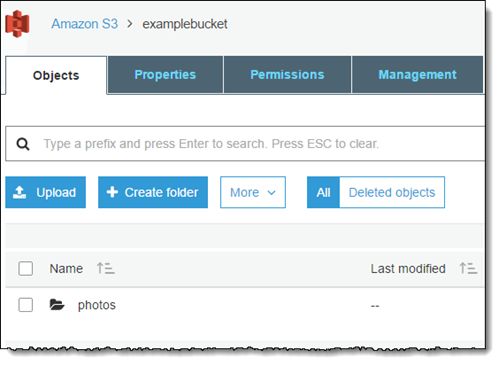 Amazon S3 > examplebucket
Objects Properties Permissions Management
Type a prefix and press Enter to search. Press ESC to clear.
Upload + Create folder More All Deleted objects
Name Last modified
photos --